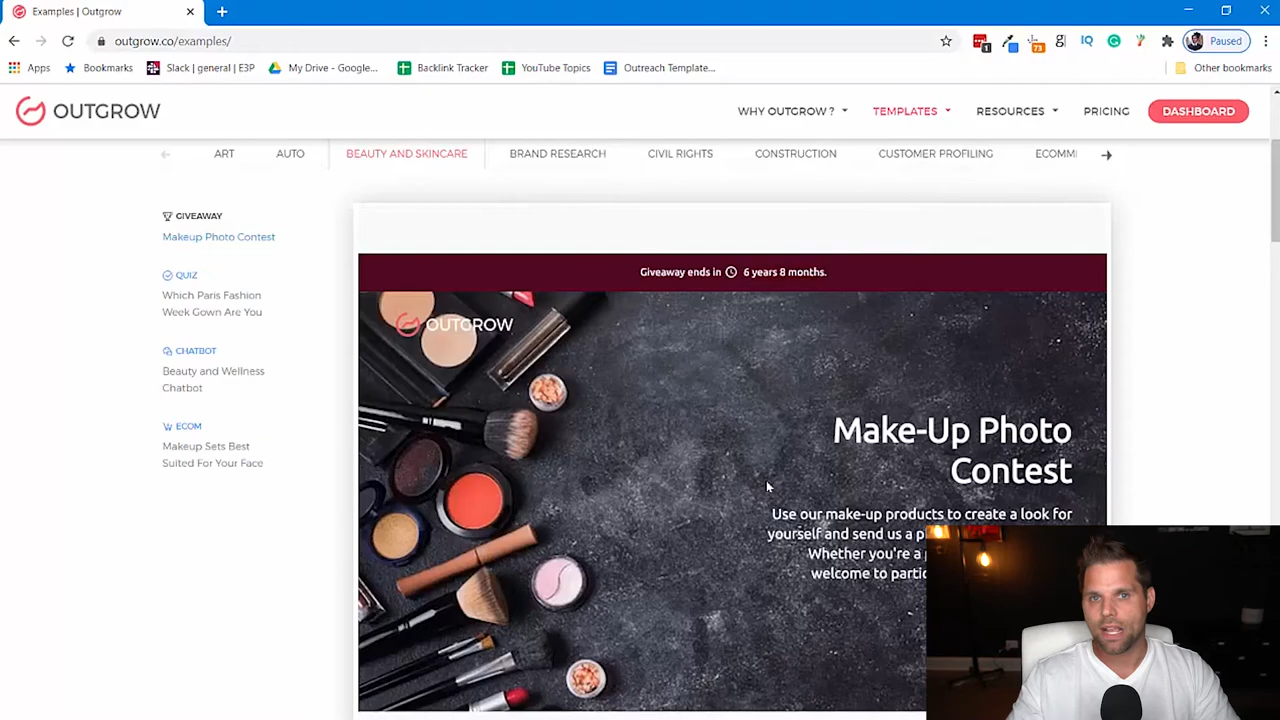 Examples | Outgrow
outgrow.co/examples/
1
73
g
IQ
Paused
Apps
Bookmarks
Slack | general | E3P
My Drive - Google...
Backlink Tracker
YouTube Topics
Outreach Template...
Other bookmarks
OUTGROW
WHY OUTGROW ?
TEMPLATES
RESOURCES
PRICING
DASHBOARD
ART
AUTO
BEAUTY AND SKINCARE
BRAND RESEARCH
CIVIL RIGHTS
CONSTRUCTION
CUSTOMER PROFILING
ECOMM
GIVEAWAY
Makeup Photo Contest
QUIZ
Which Paris Fashion
Week Gown Are You
CHATBOT
Beauty and Wellness
Chatbot
ECOM
Makeup Sets Best
Suited For Your Face
Giveaway ends in 6 years 8 months.
OUTGROW
Make-Up Photo
Contest
Use our make-up products to create a look for
yourself and send us a p
Whether you're a p
welcome to partic